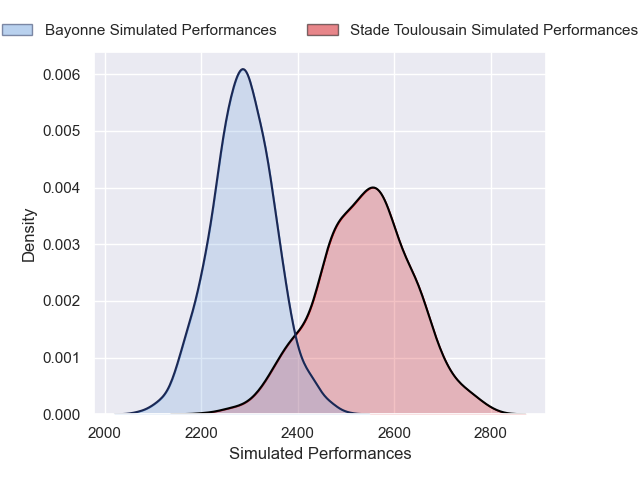 Bayonne Simulated Performances Stade Toulousain Simulated Performances
0.006
0.005
0.004
0.003
0.002
0.001
0.000
Density
2000 2200 2400 2600 2800
Simulated Performances